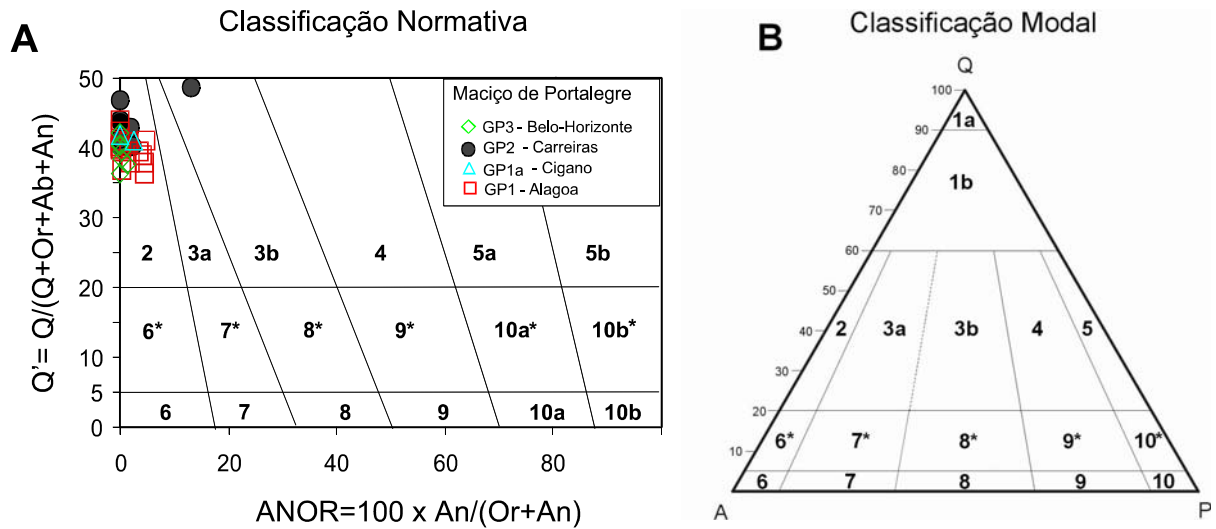 A
Classificação Normativa
Q'= Q/(Q+Or+Ab+An)
50
40
30
20
10
5
0
Maciço de Portalegre
GP3 - Belo-Horizonte
GP2 - Carreiras
GP1a - Cigano
GP1 - Alagoa
2 3a 3b 4 5a 5b
6* 7* 8* 9* 10a* 10b*
6 7 8 9 10a 10b
0 20 40 60 80
ANOR=100 x An/(Or+An)
B
Classificação Modal
Q
100
1a
90
80
1b
70
60
50
40
2 3a 3b 4 5
30
20
6* 7* 8* 9* 10*
10
6 7 8 9 10
A P